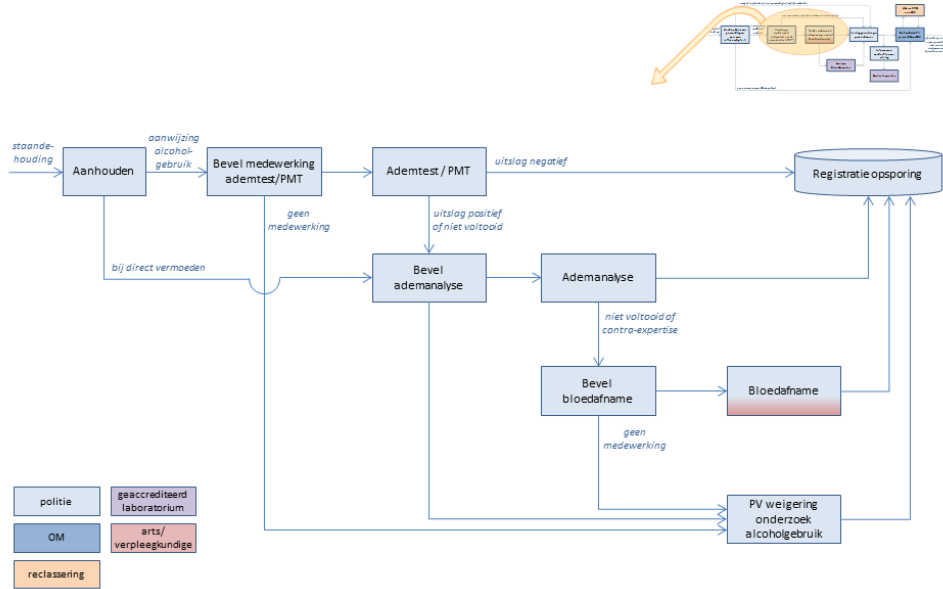 staande-
houding
aanwijzing
alcohol-
gebruik
Aanhouden
Bevel medewerking
ademtest/PMT
Ademtest / PMT
uitslag negatief
Registratie opsporing
geen
medewerking
uitslag positief
of niet voltooid
bij direct vermoeden
Bevel
ademanalyse
Ademanalyse
niet voltooid of
contra-expertise
Bevel
bloedafname
Bloedafname
geen
medewerking
PV weigering
onderzoek
alcoholgebruik
politie
geaccrediteerd
laboratorium
OM
arts/
verpleegkundige
reclassering